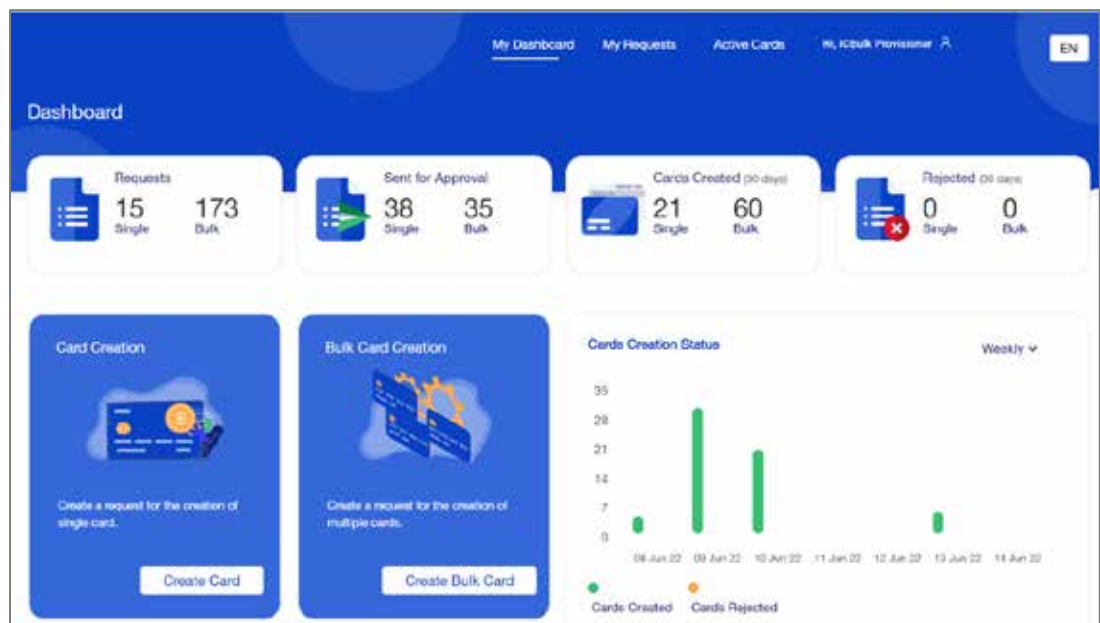 My Dashboard My Requests Active Cards Hi, ICBulk Provisioner
EN
Dashboard
Requests
15 173
Single Bulk
Sent for Approval
38 35
Single Bulk
Cards Created (30 days)
21 60
Single Bulk
Rejected (30 days)
0 0
Single Bulk
Card Creation
Create a request for the creation of
single card.
Create Card
Bulk Card Creation
Create a request for the creation of
multiple cards.
Create Bulk Card
Cards Creation Status
Weekly
35
28
21
14
7
0
08 Jun 22 09 Jun 22 10 Jun 22 11 Jun 22 12 Jun 22 13 Jun 22 14 Jun 22
Cards Created Cards Rejected